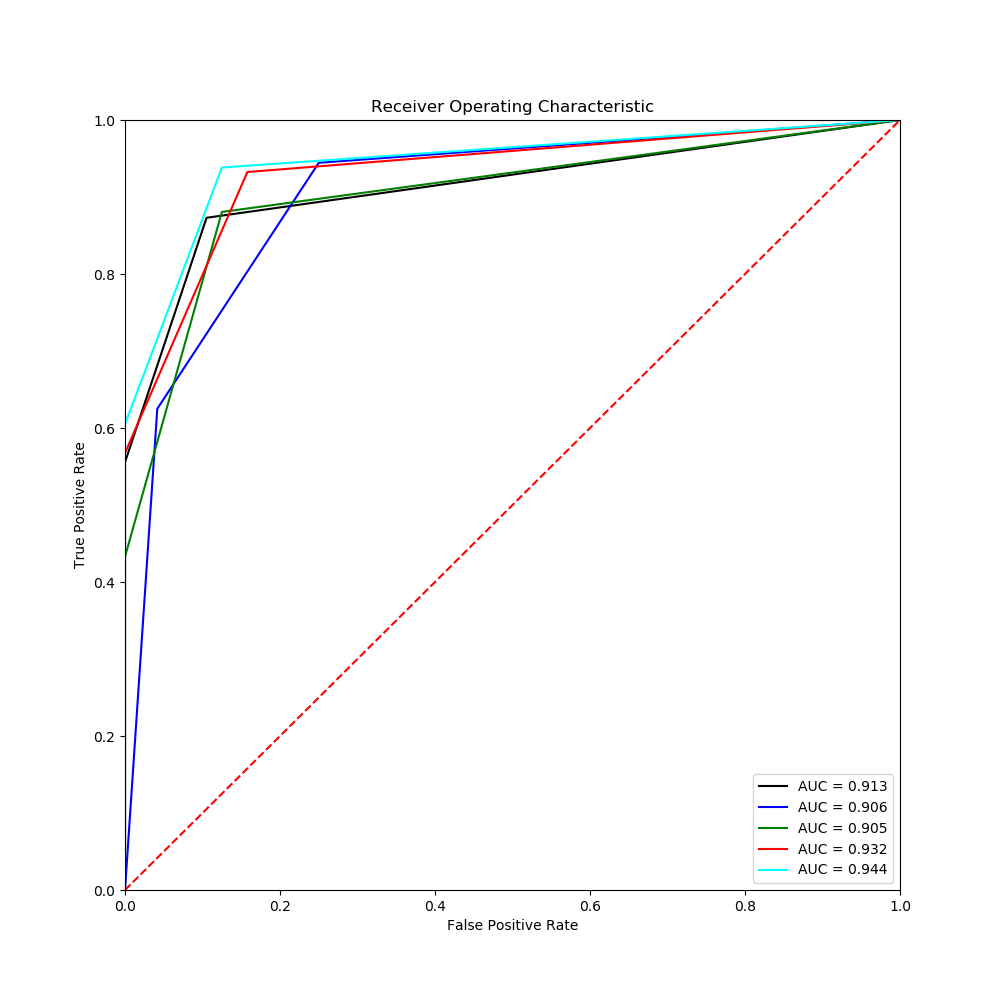 Receiver Operating Characteristic
1.0
0.8
0.6
0.4
0.2
0.0
True Positive Rate
0.0 0.2 0.4 0.6 0.8 1.0
False Positive Rate
AUC = 0.913
AUC = 0.906
AUC = 0.905
AUC = 0.932
AUC = 0.944